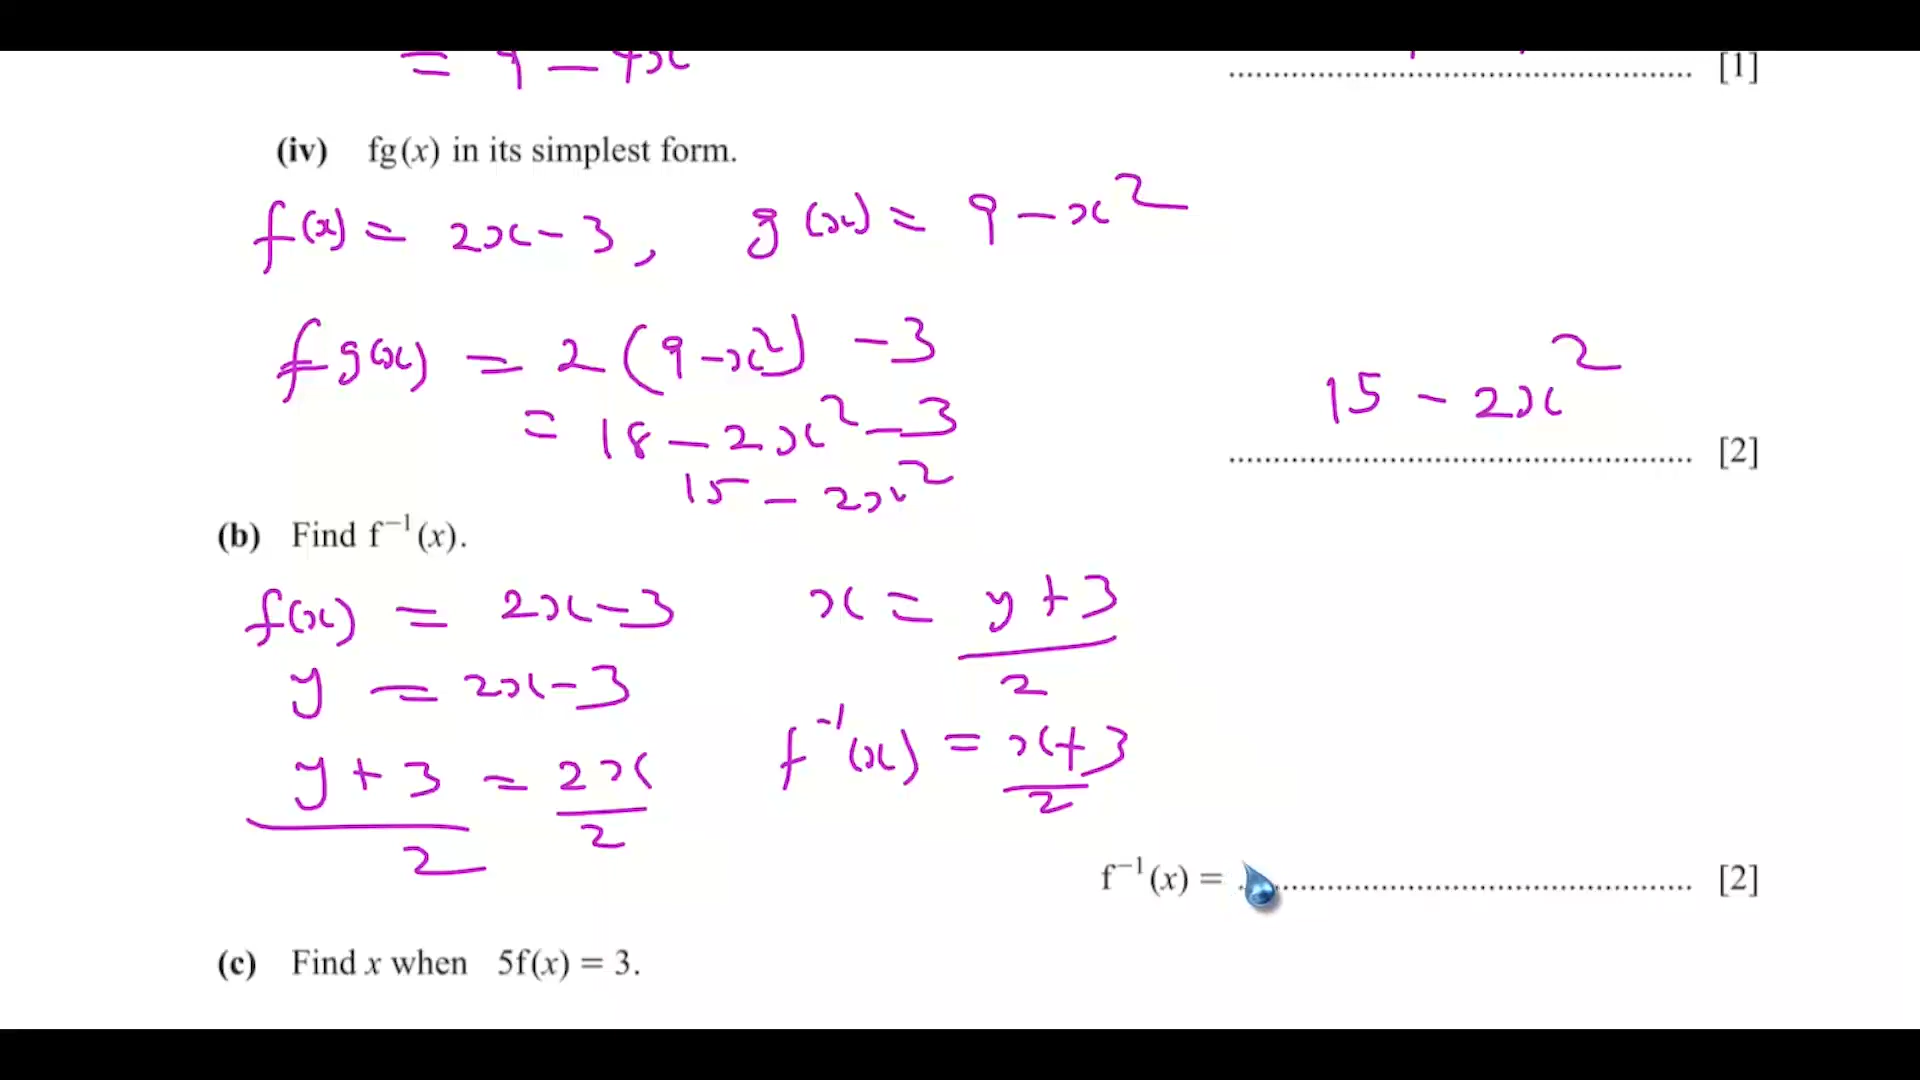 = 9 – 4x
[1]
(iv) fg(x) in its simplest form.
f(x) = 2x – 3, g(x) = 9 – x²
fg(x) = 2(9 – x²) – 3
= 18 – 2x² – 3
15 – 2x²
15 – 2x²
[2]
(b) Find f⁻¹(x).
f(x) = 2x – 3
y = 2x – 3
y + 3 = 2x
2 2
x = y + 3
2
f⁻¹(x) = x + 3
2
f⁻¹(x) = [2]
(c) Find x when 5f(x) = 3.